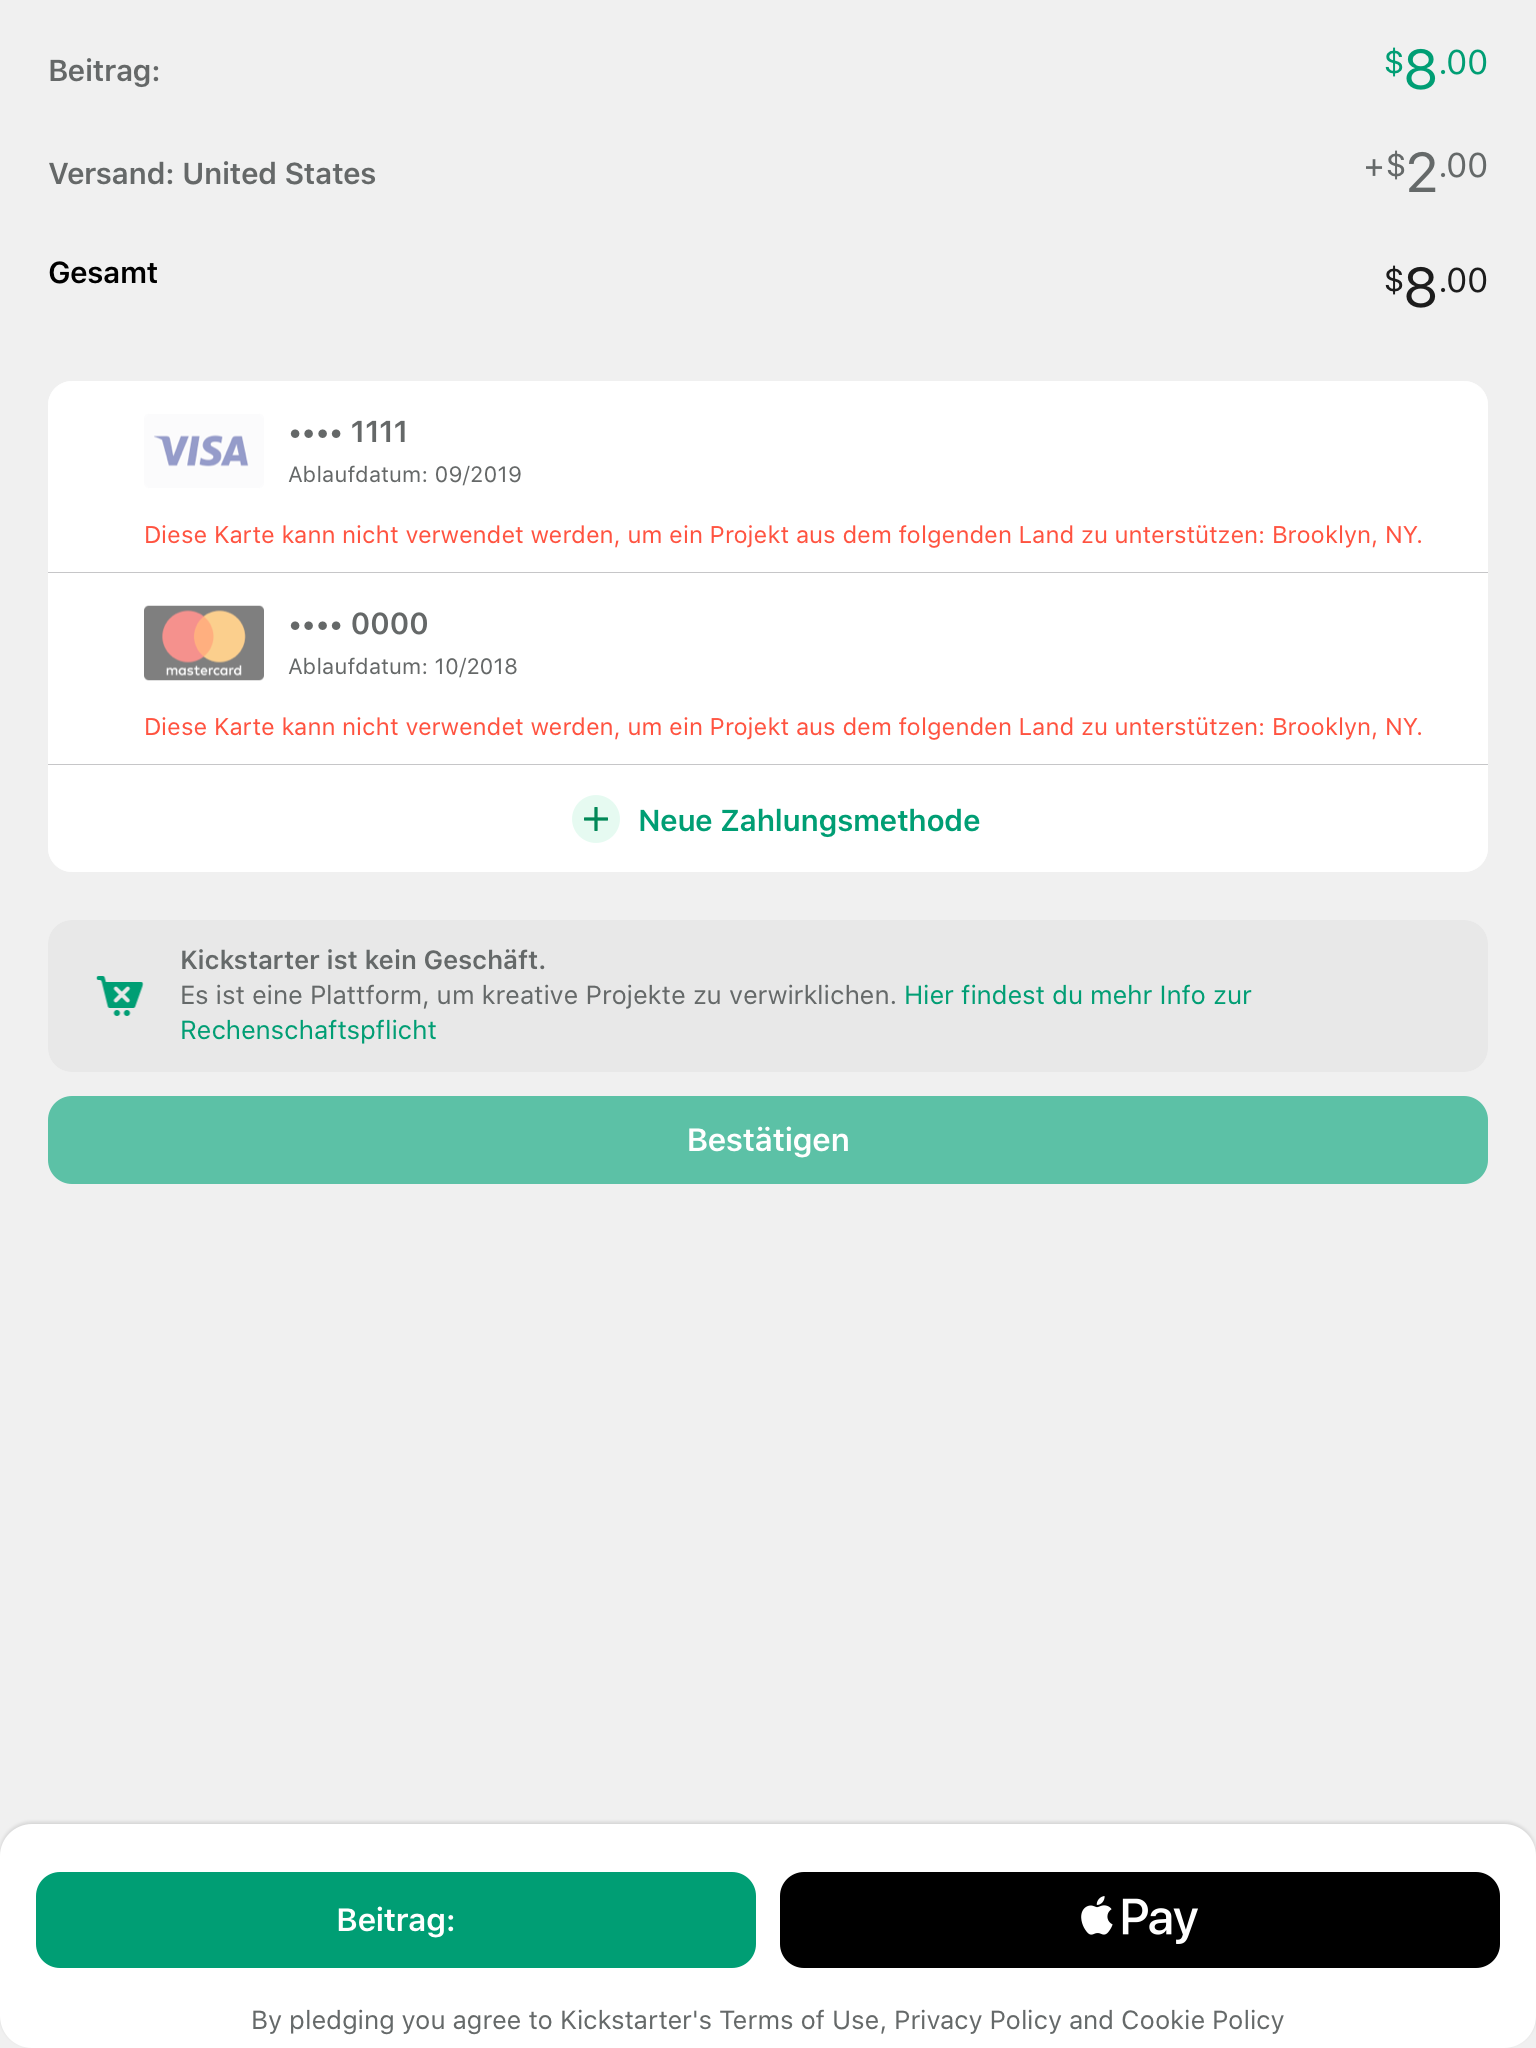 Beitrag: $8.00
Versand: United States +$2.00
Gesamt $8.00
VISA •••• 1111
Ablaufdatum: 09/2019
Diese Karte kann nicht verwendet werden, um ein Projekt aus dem folgenden Land zu unterstützen: Brooklyn, NY.
•••• 0000
mastercard Ablaufdatum: 10/2018
Diese Karte kann nicht verwendet werden, um ein Projekt aus dem folgenden Land zu unterstützen: Brooklyn, NY.
+ Neue Zahlungsmethode
Kickstarter ist kein Geschäft.
Es ist eine Plattform, um kreative Projekte zu verwirklichen. Hier findest du mehr Info zur
Rechenschaftspflicht
Bestätigen
Beitrag: Pay
By pledging you agree to Kickstarter's Terms of Use, Privacy Policy and Cookie Policy